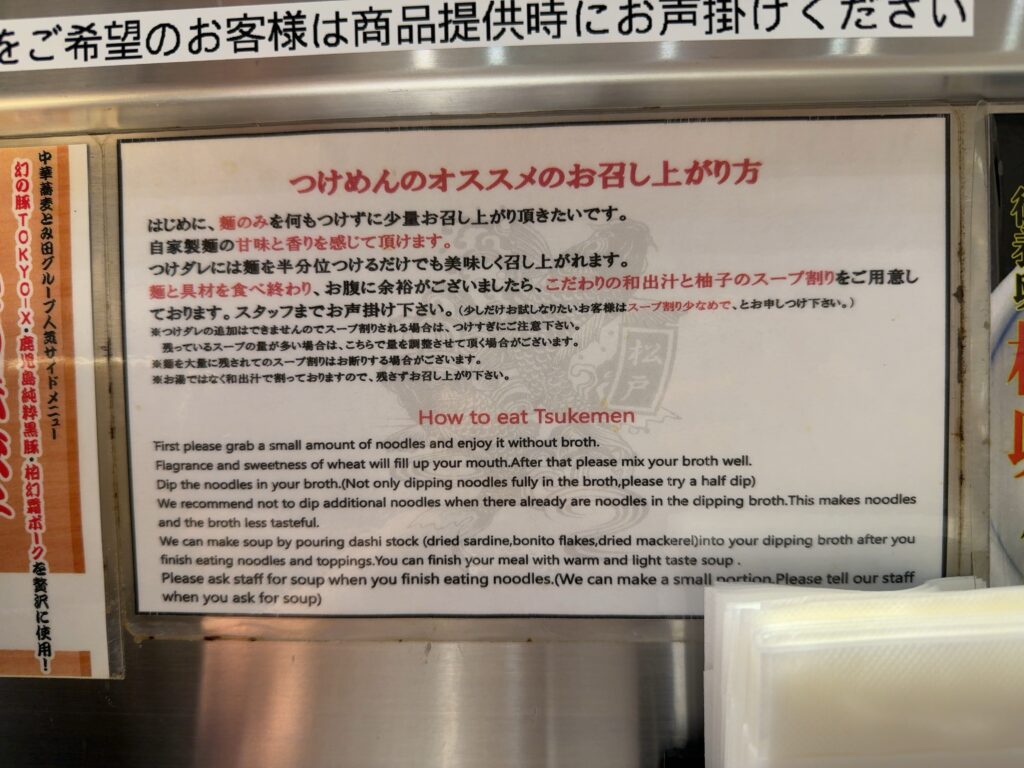 をご希望のお客様は商品提供時にお声掛けください
中華蕎麦とみ田グループ人気サイドメニュー
幻の豚TOKYO-X・鹿児島純粋黒豚・柏幻霜ポークを贅沢に使用！
つけめんのオススメのお召し上がり方
はじめに、麺のみを何もつけずに少量お召し上がり頂きたいです。
自家製麺の甘味と香りを感じて頂けます。
つけダレには麺を半分位つけるだけでも美味しく召し上がれます。
麺と具材を食べ終わり、お腹に余裕がございましたら、こだわりの和出汁と柚子のスープ割りをご用意し
ております。スタッフまでお声掛け下さい。（少しだけお試しなりたいお客様はスープ割り少なめで、とお申しつけ下さい。）
※つけダレの追加はできませんのでスープ割りされる場合は、つけすぎにご注意下さい。
残っているスープの量が多い場合は、こちらで量を調整させて頂く場合がございます。
※麺を大量に残されてのスープ割りはお断りする場合がございます。
※お湯ではなく和出汁で割っておりますので、残さずお召し上がり下さい。
松戸
How to eat Tsukemen
First please grab a small amount of noodles and enjoy it without broth.
Flagrance and sweetness of wheat will fill up your mouth.After that please mix your broth well.
Dip the noodles in your broth.(Not only dipping noodles fully in the broth,please try a half dip)
We recommend not to dip additional noodles when there already are noodles in the dipping broth.This makes noodles
and the broth less tasteful.
We can make soup by pouring dashi stock (dried sardine,bonito flakes,dried mackerel)into your dipping broth after you
finish eating noodles and toppings.You can finish your meal with warm and light taste soup .
Please ask staff for soup when you finish eating noodles.(We can make a small portion.Please tell our staff
when you ask for soup)